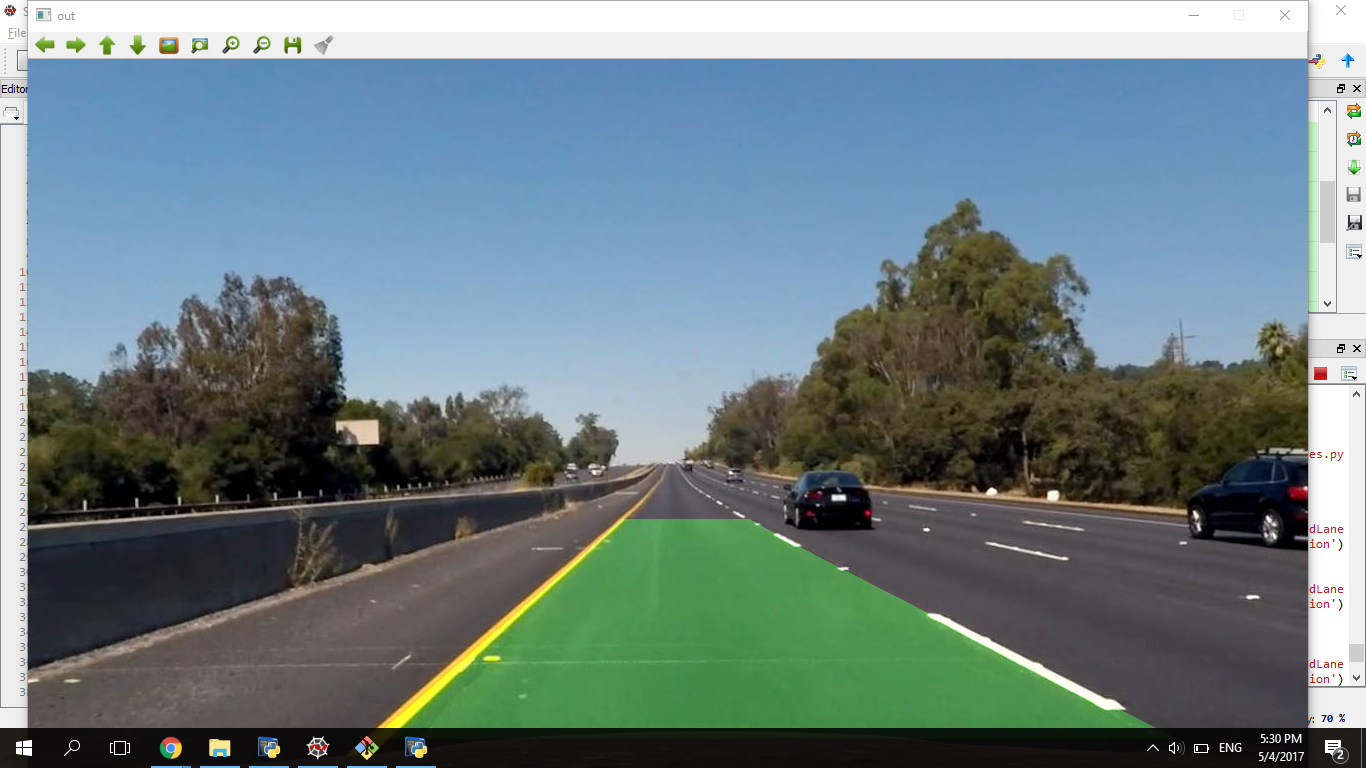 out
File
Editor
es.py
dLane
ion')
dLane
ion')
dLane
ion')
y: 70 %
ENG
5:30 PM
5/4/2017
2